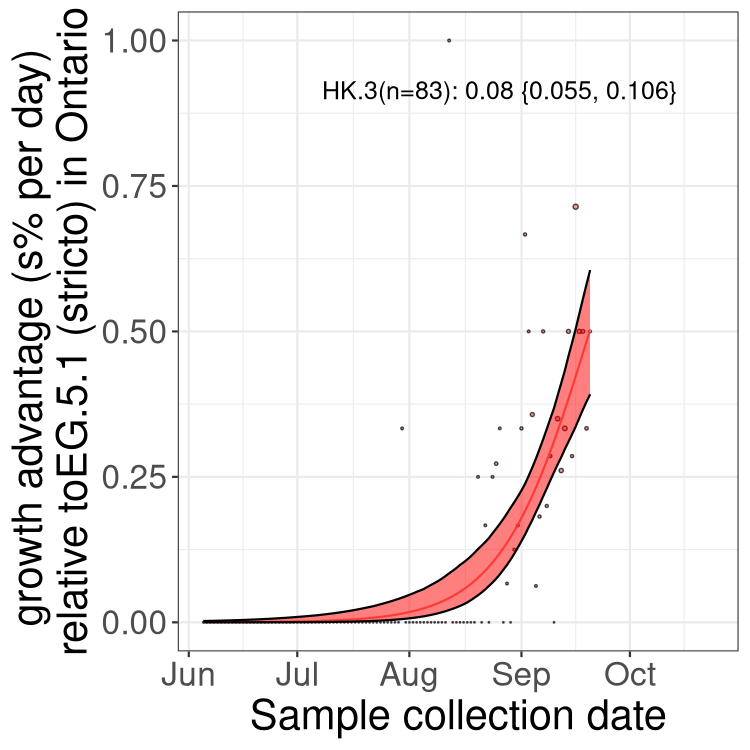 growth advantage (s% per day)
relative toEG.5.1 (stricto) in Ontario
1.00
0.75
0.50
0.25
0.00
HK.3(n=83): 0.08 {0.055, 0.106}
Jun Jul Aug Sep Oct
Sample collection date